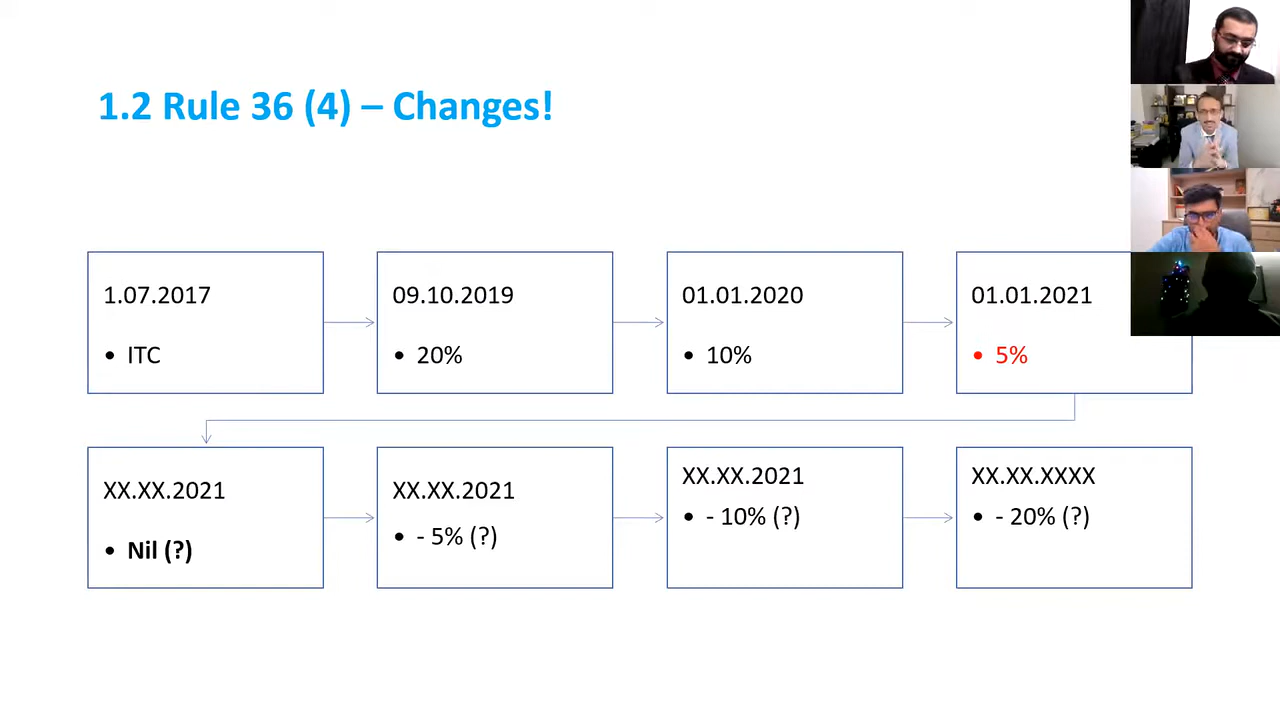 1.2 Rule 36 (4) – Changes!
1.07.2017
• ITC
09.10.2019
• 20%
01.01.2020
• 10%
01.01.2021
• 5%
XX.XX.2021
• Nil (?)
XX.XX.2021
• - 5% (?)
XX.XX.2021
• - 10% (?)
XX.XX.XXXX
• - 20% (?)